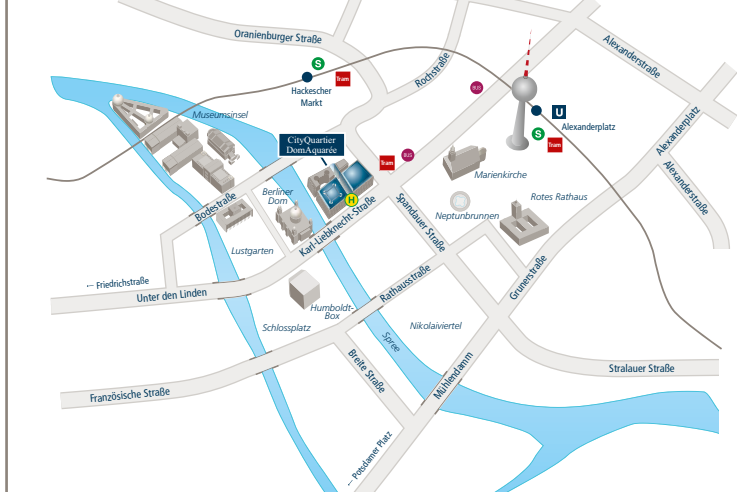 Oranienburger Straße
Alexanderstraße
Rochstraße
S
Tram
Hackescher
Markt
BUS
U
Alexanderplatz
Alexanderplatz
S
Tram
Museumsinsel
CityQuartier
DomAquarée
Tram
BUS
Marienkirche
Alexanderstraße
Bodestraße
Berliner
Dom
H
Karl-Liebknecht-Straße
Spandauer Straße
Neptunbrunnen
Rotes Rathaus
Lustgarten
← Friedrichstraße
Unter den Linden
Rathausstraße
Grunerstraße
Humboldt-
Box
Schlossplatz
Nikolaiviertel
Spree
Breite Straße
Mühlendamm
Stralauer Straße
Französische Straße
← Potsdamer Platz